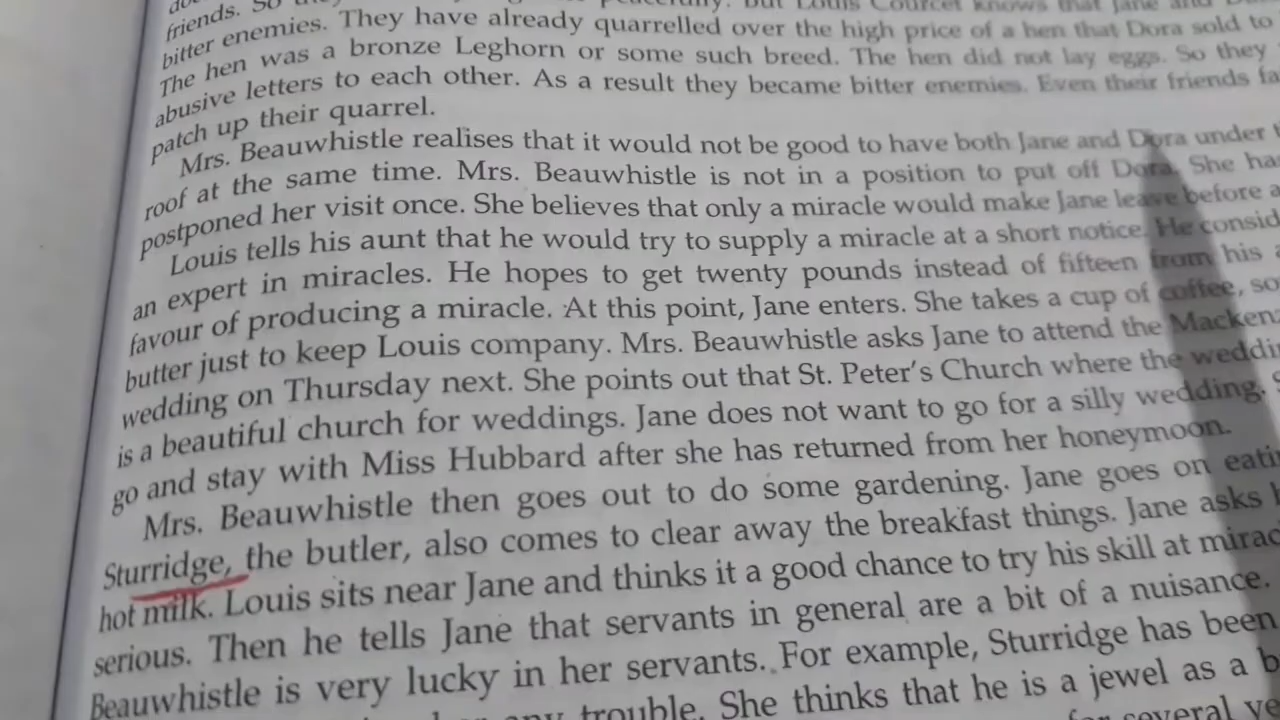 friends. So
peacefully. But Louis Courcet knows that Jane and
bitter enemies. They have already quarrelled over the high price of a hen that Dora sold to
The hen was a bronze Leghorn or some such breed. The hen did not lay eggs. So they
abusive letters to each other. As a result they became bitter enemies. Even their friends
patch up their quarrel.
Mrs. Beauwhistle realises that it would not be good to have both Jane and Dora under
roof at the same time. Mrs. Beauwhistle is not in a position to put off Dora. She
postponed her visit once. She believes that only a miracle would make Jane leave before
Louis tells his aunt that he would try to supply a miracle at a short notice. He
an expert in miracles. He hopes to get twenty pounds instead of fifteen from his
favour of producing a miracle. At this point, Jane enters. She takes a cup of coffee,
butter just to keep Louis company. Mrs. Beauwhistle asks Jane to attend the
wedding on Thursday next. She points out that St. Peter's Church where the
is a beautiful church for weddings. Jane does not want to go for a silly wedding.
go and stay with Miss Hubbard after she has returned from her honeymoon.
Mrs. Beauwhistle then goes out to do some gardening. Jane goes on
Sturridge, the butler, also comes to clear away the breakfast things. Jane asks
hot milk. Louis sits near Jane and thinks it a good chance to try his skill at
serious. Then he tells Jane that servants in general are a bit of a nuisance.
Beauwhistle is very lucky in her servants. For example, Sturridge has been
any trouble. She thinks that he is a jewel as a
for several